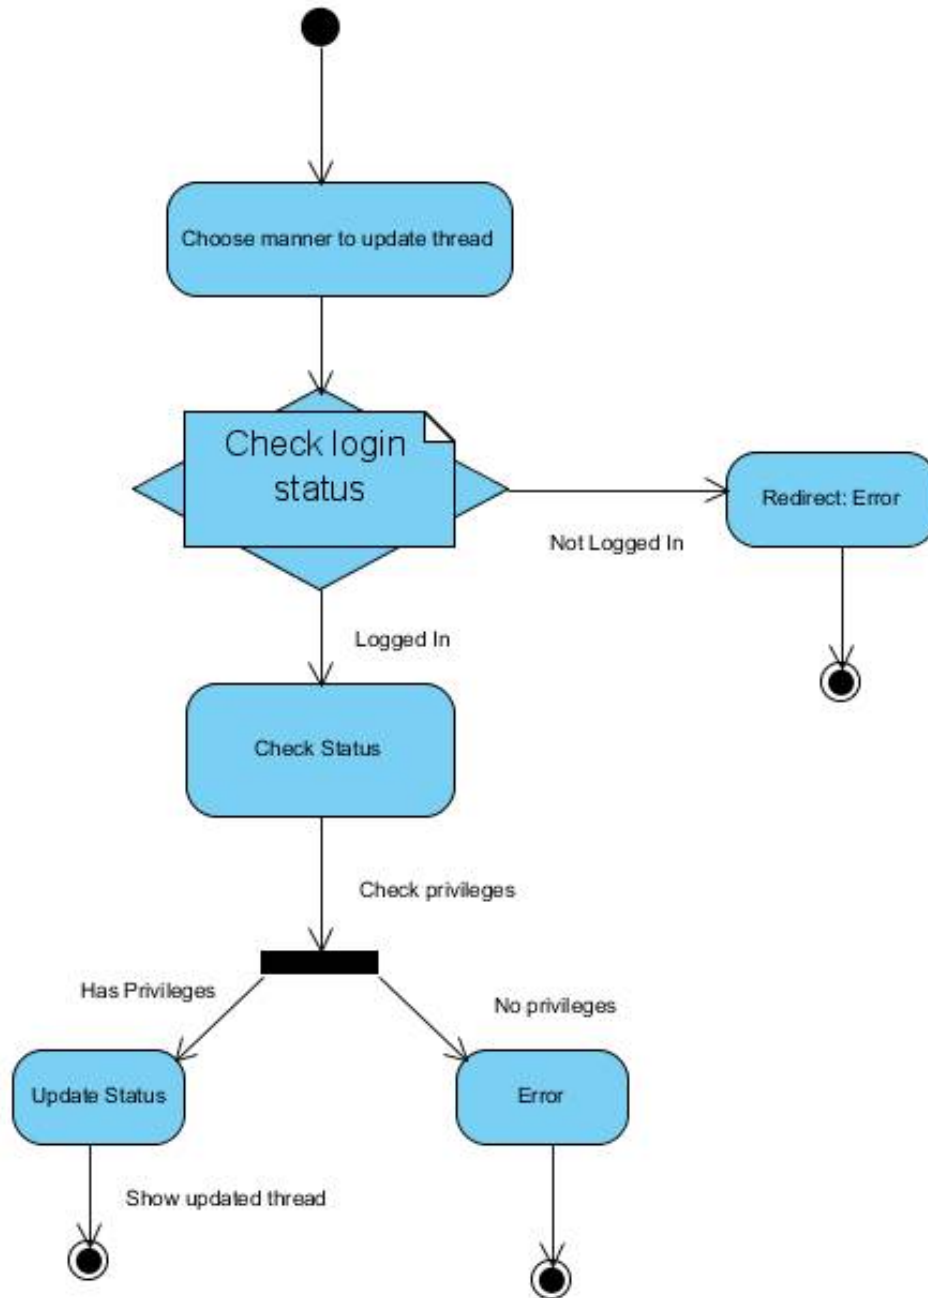 Choose manner to update thread
Check login
status
Redirect: Error
Not Logged In
Logged In
Check Status
Check privileges
Has Privileges
No privileges
Update Status
Error
Show updated thread